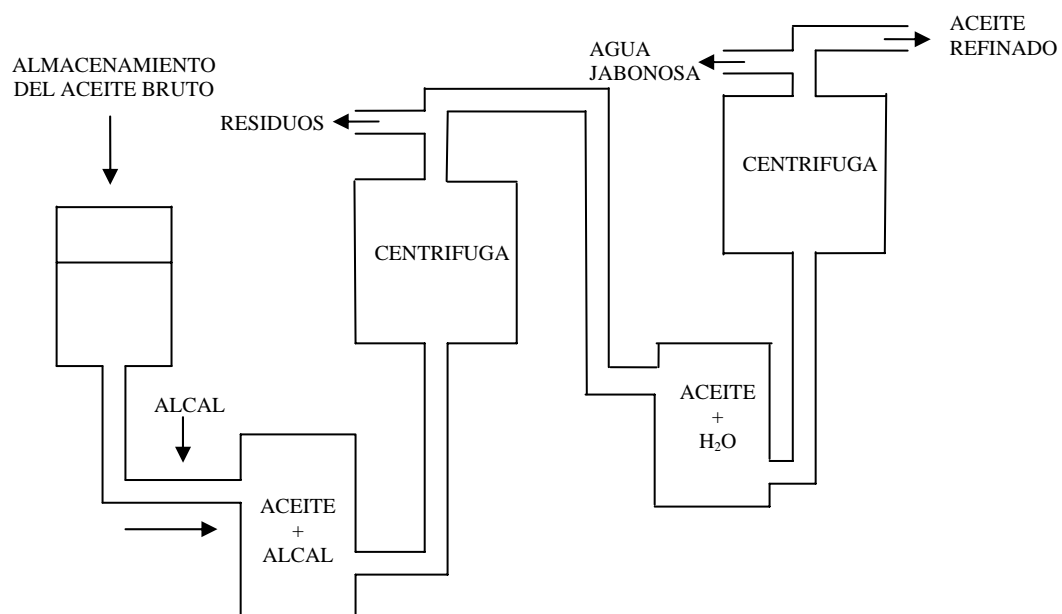 ALMACENAMIENTO
DEL ACEITE BRUTO
RESIDUOS
AGUA
JABONOSA
ACEITE
REFINADO
CENTRIFUGA
CENTRIFUGA
ALCAL
ACEITE
+
ALCAL
ACEITE
+
H₂O